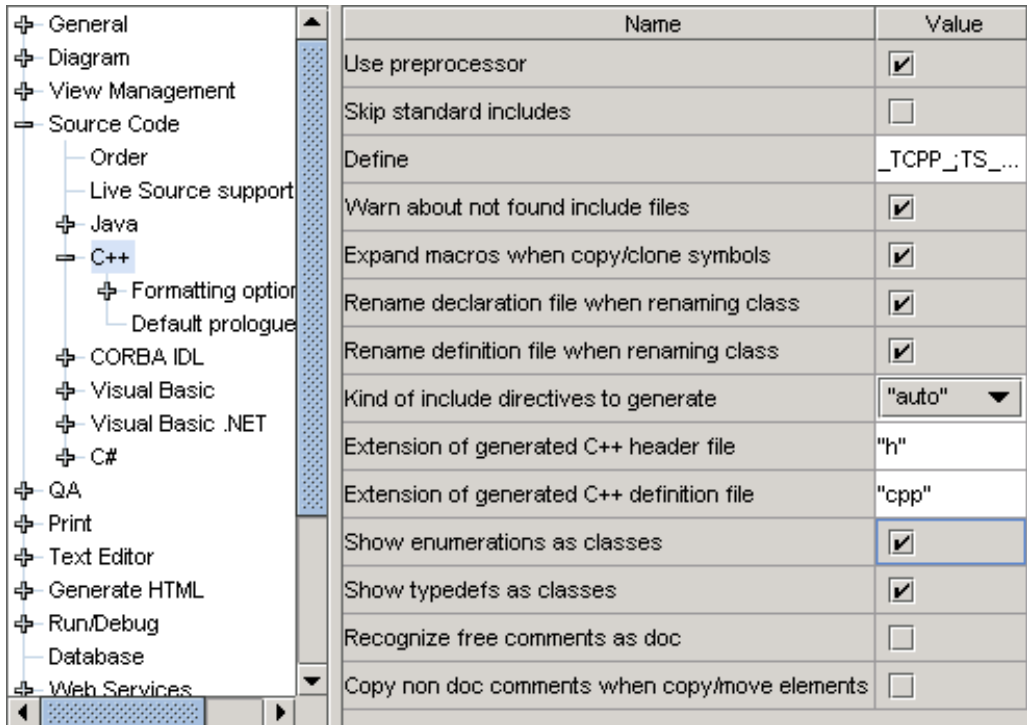 General
Diagram
View Management
Source Code
Order
Live Source support
Java
C++
Formatting option
Default prologue
CORBA IDL
Visual Basic
Visual Basic .NET
C#
QA
Print
Text Editor
Generate HTML
Run/Debug
Database
Web Services
Name Value
Use preprocessor
Skip standard includes
Define _TCPP_;TS_...
Warn about not found include files
Expand macros when copy/clone symbols
Rename declaration file when renaming class
Rename definition file when renaming class
Kind of include directives to generate "auto"
Extension of generated C++ header file "h"
Extension of generated C++ definition file "cpp"
Show enumerations as classes
Show typedefs as classes
Recognize free comments as doc
Copy non doc comments when copy/move elements